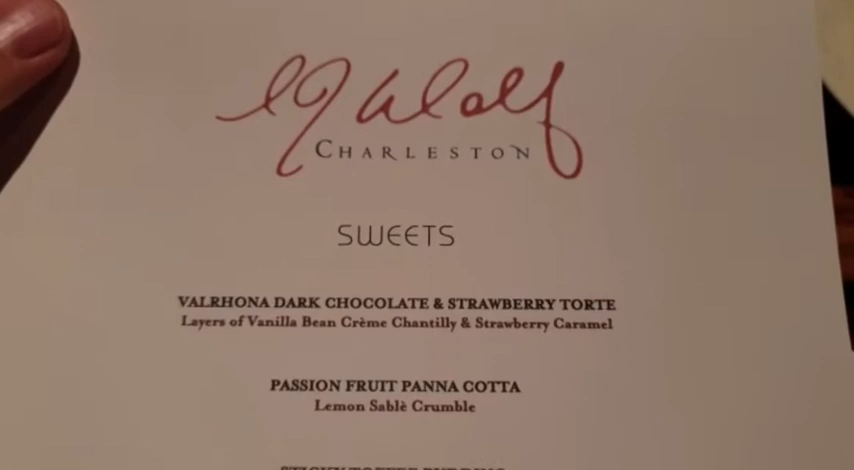 CHARLESTON
SWEETS
VALRHONA DARK CHOCOLATE & STRAWBERRY TORTE
Layers of Vanilla Bean Crème Chantilly & Strawberry Caramel
PASSION FRUIT PANNA COTTA
Lemon Sablè Crumble